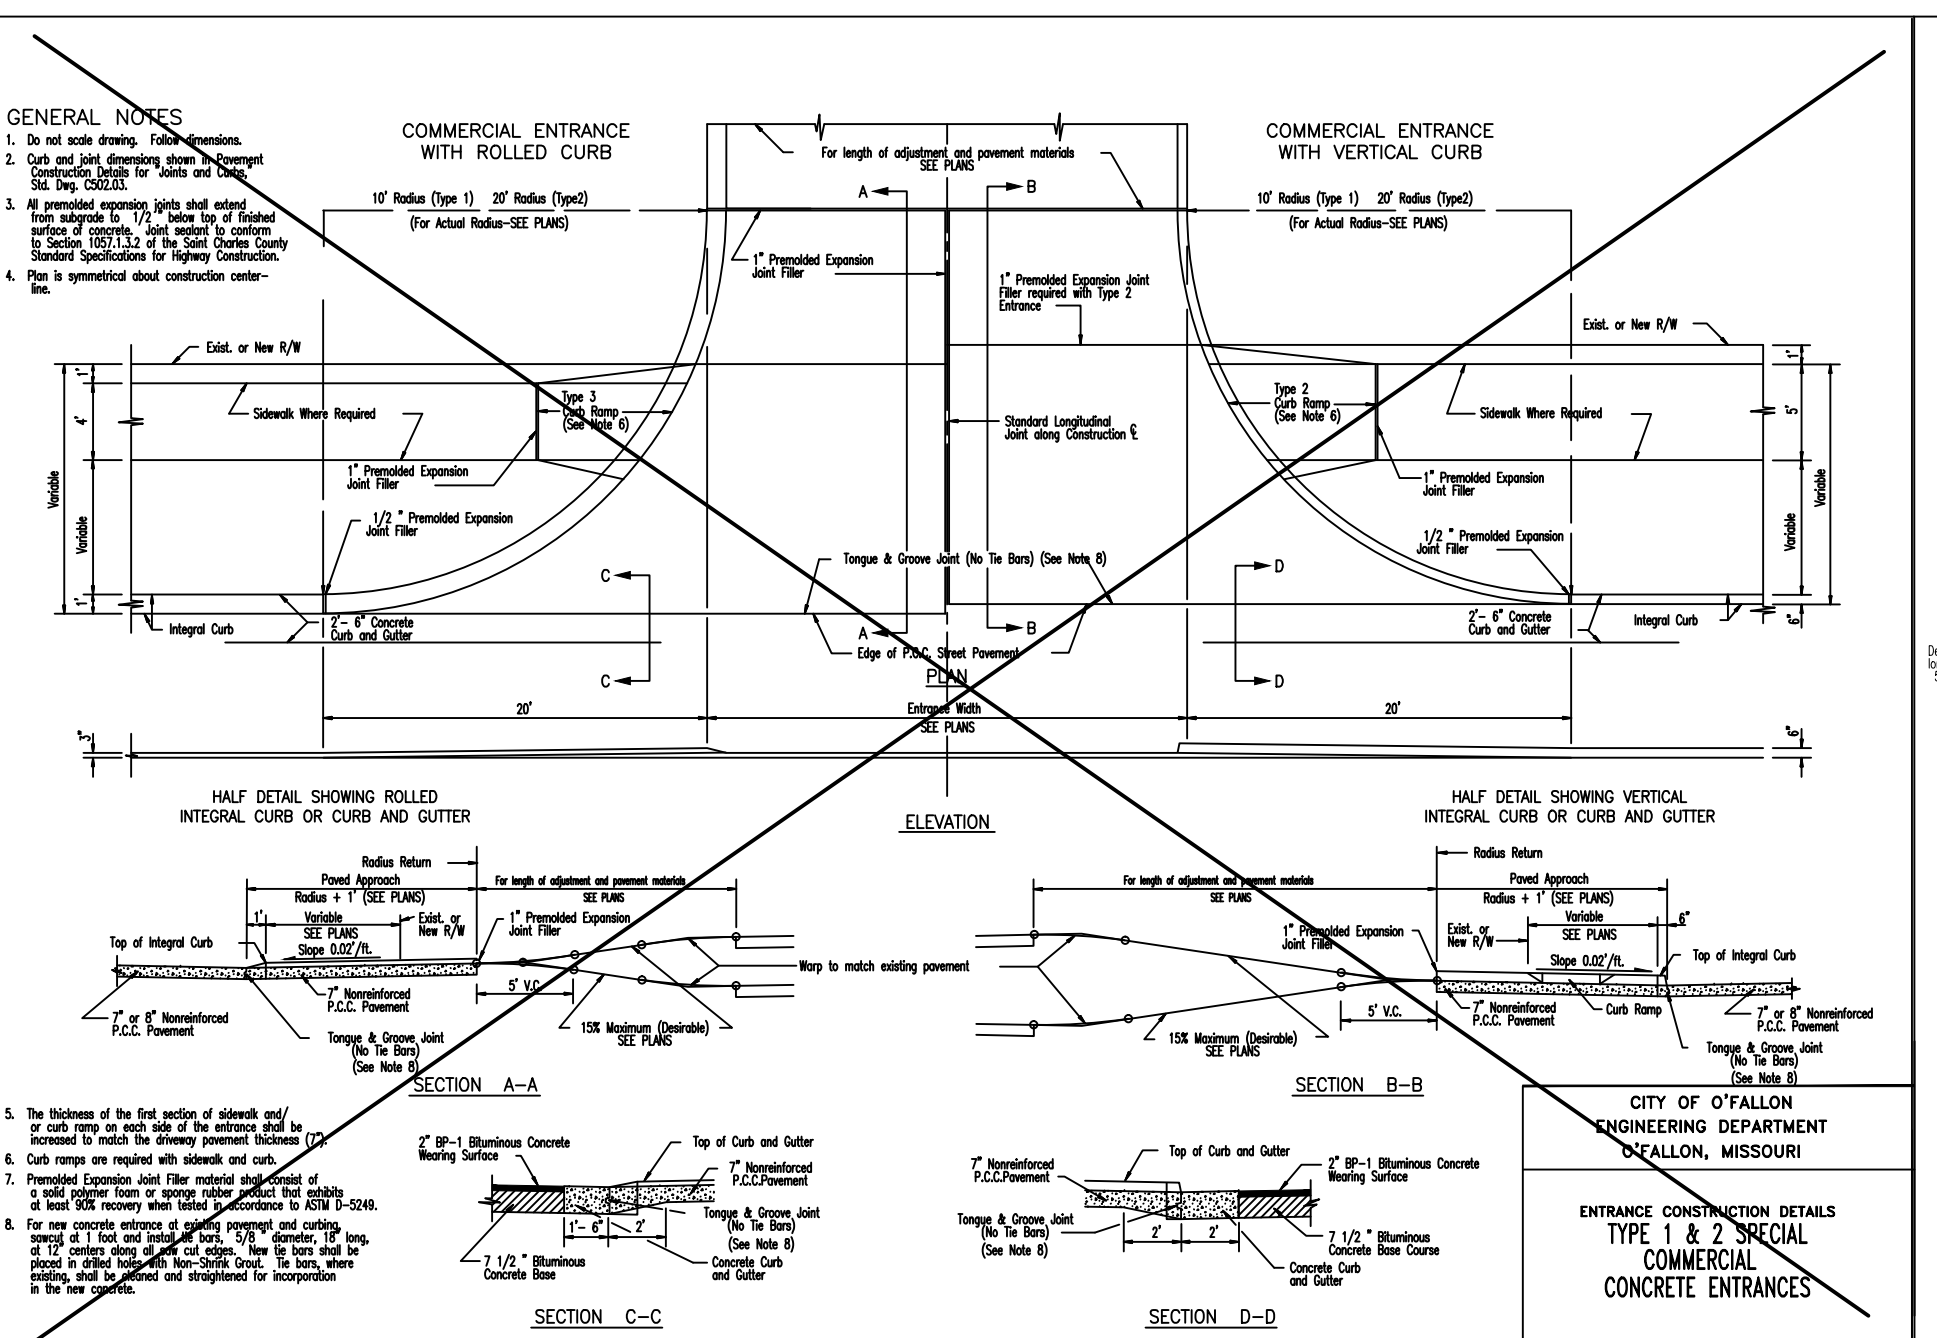 GENERAL NOTES
1. Do not scale drawing. Follow dimensions.
2. Curb and joint dimensions shown in Pavement
Construction Details for "Joints and Curbs,"
Std. Dwg. C502.03.
3. All premolded expansion joints shall extend
from subgrade to 1/2" below top of finished
surface of concrete. Joint sealant to conform
to Section 1057.1.3.2 of the Saint Charles County
Standard Specifications for Highway Construction.
4. Plan is symmetrical about construction center-
line.
COMMERCIAL ENTRANCE
WITH ROLLED CURB
10' Radius (Type 1) 20' Radius (Type2)
(For Actual Radius-SEE PLANS)
For length of adjustment and pavement materials
SEE PLANS
A
B
COMMERCIAL ENTRANCE
WITH VERTICAL CURB
10' Radius (Type 1) 20' Radius (Type2)
(For Actual Radius-SEE PLANS)
1" Premolded Expansion
Joint Filler
1" Premolded Expansion Joint
Filler required with Type 2
Entrance
Exist. or New R/W
Exist. or New R/W
1'
4'
Variable
Variable
1'
Sidewalk Where Required
Type 3
Curb Ramp
(See Note 6)
1" Premolded Expansion
Joint Filler
1/2 " Premolded Expansion
Joint Filler
Standard Longitudinal
Joint along Construction ℄
Type 2
Curb Ramp
(See Note 6)
Sidewalk Where Required
1" Premolded Expansion
Joint Filler
1/2 " Premolded Expansion
Joint Filler
1'
5'
Variable
Variable
6"
Tongue & Groove Joint (No Tie Bars) (See Note 8)
C
D
Integral Curb
2'- 6" Concrete
Curb and Gutter
A
B
Edge of P.C.C. Street Pavement
2'- 6" Concrete
Curb and Gutter
Integral Curb
C
D
PLAN
20'
Entrance Width
SEE PLANS
20'
3"
6"
HALF DETAIL SHOWING ROLLED
INTEGRAL CURB OR CURB AND GUTTER
ELEVATION
HALF DETAIL SHOWING VERTICAL
INTEGRAL CURB OR CURB AND GUTTER
Radius Return
Paved Approach
Radius + 1' (SEE PLANS)
For length of adjustment and pavement materials
SEE PLANS
1'
Variable
SEE PLANS
Exist. or
New R/W
1" Premolded Expansion
Joint Filler
Top of Integral Curb
Slope 0.02'/ft.
7" or 8" Nonreinforced
P.C.C. Pavement
7" Nonreinforced
P.C.C. Pavement
5' V.C.
Tongue & Groove Joint
(No Tie Bars)
(See Note 8)
15% Maximum (Desirable)
SEE PLANS
Warp to match existing pavement
SECTION A-A
For length of adjustment and pavement materials
SEE PLANS
Radius Return
Paved Approach
Radius + 1' (SEE PLANS)
1" Premolded Expansion
Joint Filler
Exist. or
New R/W
Variable
SEE PLANS
6"
Slope 0.02'/ft.
Top of Integral Curb
5' V.C.
7" Nonreinforced
P.C.C. Pavement
Curb Ramp
7" or 8" Nonreinforced
P.C.C. Pavement
15% Maximum (Desirable)
SEE PLANS
Tongue & Groove Joint
(No Tie Bars)
(See Note 8)
SECTION B-B
5. The thickness of the first section of sidewalk and/
or curb ramp on each side of the entrance shall be
increased to match the driveway pavement thickness (7").
6. Curb ramps are required with sidewalk and curb.
7. Premolded Expansion Joint Filler material shall consist of
a solid polymer foam or sponge rubber product that exhibits
at least 90% recovery when tested in accordance to ASTM D-5249.
8. For new concrete entrance at existing pavement and curbing,
sawcut at 1 foot and install tie bars, 5/8 " diameter, 18" long,
at 12" centers along all saw cut edges. New tie bars shall be
placed in drilled holes with Non-Shrink Grout. Tie bars, where
existing, shall be cleaned and straightened for incorporation
in the new concrete.
2" BP-1 Bituminous Concrete
Wearing Surface
Top of Curb and Gutter
7" Nonreinforced
P.C.C.Pavement
1'- 6"
2'
Tongue & Groove Joint
(No Tie Bars)
(See Note 8)
7 1/2 " Bituminous
Concrete Base
Concrete Curb
and Gutter
SECTION C-C
7" Nonreinforced
P.C.C.Pavement
Top of Curb and Gutter
2" BP-1 Bituminous Concrete
Wearing Surface
Tongue & Groove Joint
(No Tie Bars)
(See Note 8)
2'
2'
7 1/2 " Bituminous
Concrete Base Course
Concrete Curb
and Gutter
SECTION D-D
CITY OF O'FALLON
ENGINEERING DEPARTMENT
O'FALLON, MISSOURI
ENTRANCE CONSTRUCTION DETAILS
TYPE 1 & 2 SPECIAL
COMMERCIAL
CONCRETE ENTRANCES